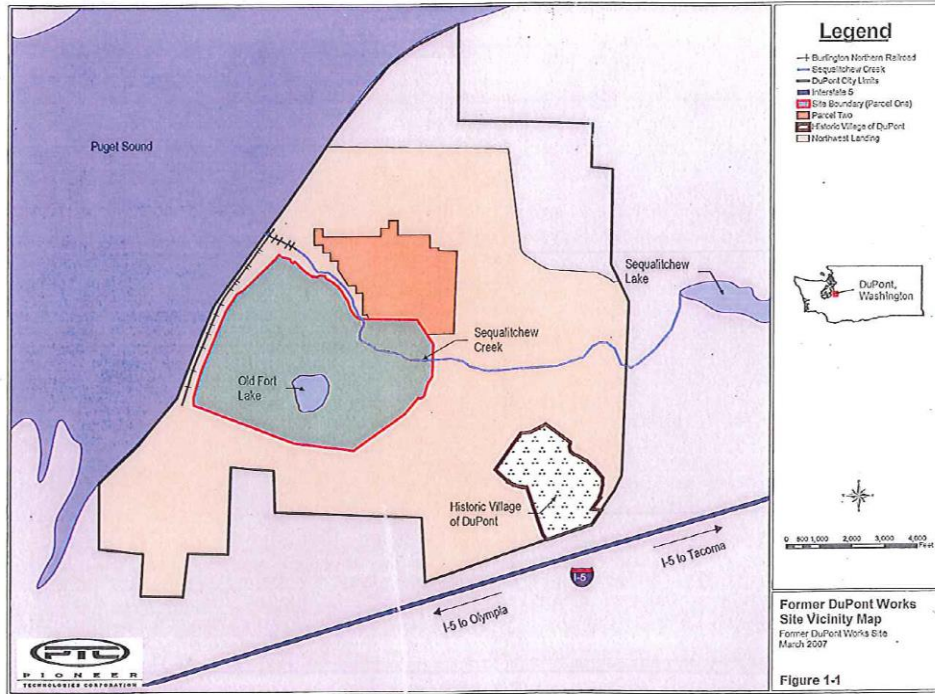 Puget Sound
Sequalitchew
Lake
Sequalitchew
Creek
Old Fort
Lake
Historic Village
of DuPont
I-5 to Tacoma
I-5
I-5 to Olympia
PTC
PIONEER
TECHNOLOGIES CORPORATION
Legend
Burlington Northern Railroad
Sequalitchew Creek
DuPont City Limits
Interstate 5
Site Boundary (Parcel One)
Parcel Two
Historic Village of DuPont
Northwest Landing
DuPont,
Washington
0 500 1,000 2,000 3,000 4,000
Feet
Former DuPont Works
Site Vicinity Map
Former DuPont Works Site
March 2007
Figure 1-1